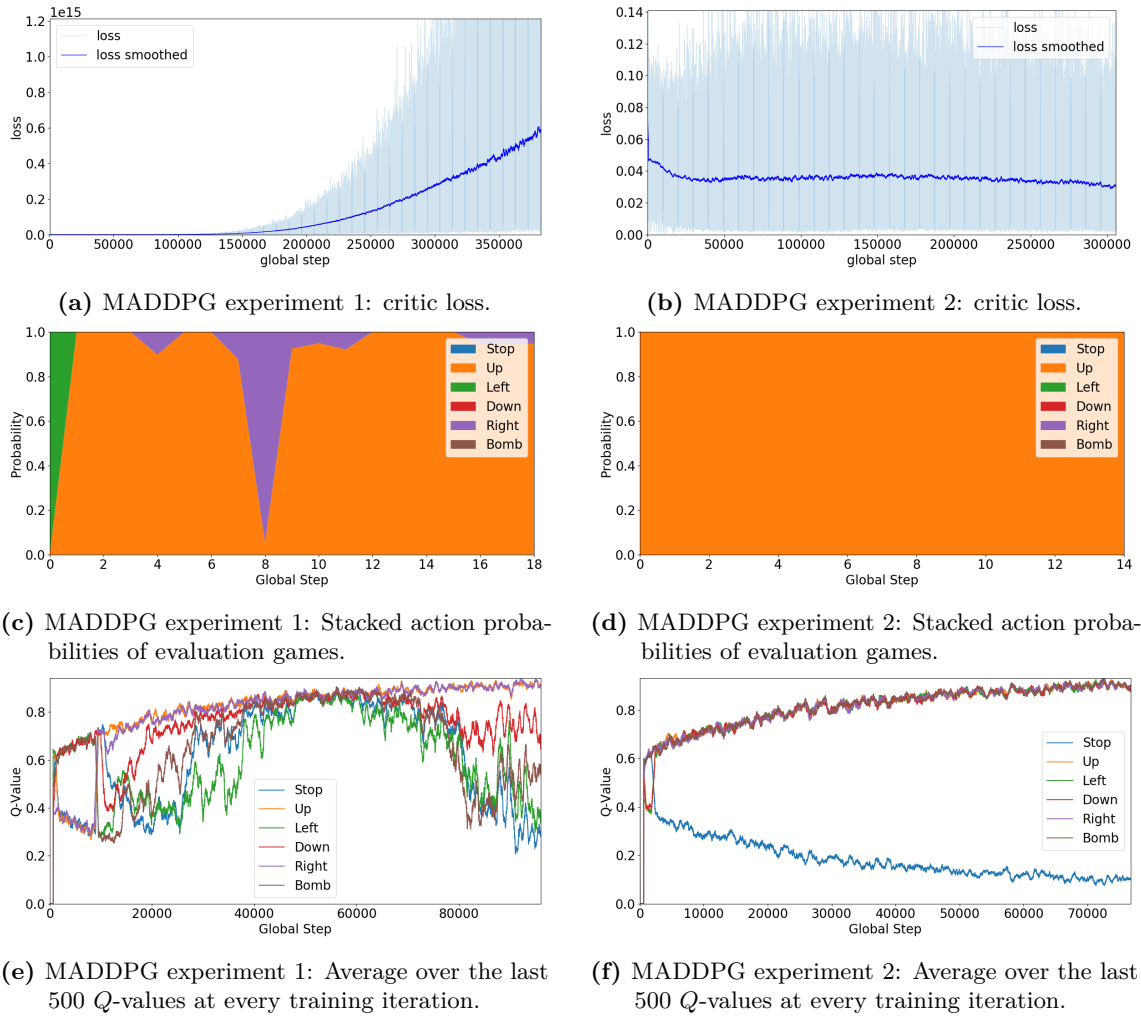 1e15
1.2
1.0
0.8
0.6
0.4
0.2
0.0
loss
loss
loss smoothed
0 50000 100000 150000 200000 250000 300000 350000
global step
(a) MADDPG experiment 1: critic loss.
0.14
0.12
0.10
0.08
0.06
0.04
0.02
0.00
loss
loss
loss smoothed
0 50000 100000 150000 200000 250000 300000
global step
(b) MADDPG experiment 2: critic loss.
1.0
0.8
0.6
0.4
0.2
0.0
Probability
Stop
Up
Left
Down
Right
Bomb
0 2 4 6 8 10 12 14 16 18
Global Step
(c) MADDPG experiment 1: Stacked action proba-
bilities of evaluation games.
1.0
0.8
0.6
0.4
0.2
0.0
Probability
Stop
Up
Left
Down
Right
Bomb
0 2 4 6 8 10 12 14
Global Step
(d) MADDPG experiment 2: Stacked action proba-
bilities of evaluation games.
0.8
0.6
0.4
0.2
0.0
Q-Value
Stop
Up
Left
Down
Right
Bomb
0 20000 40000 60000 80000
Global Step
(e) MADDPG experiment 1: Average over the last
500 Q-values at every training iteration.
0.8
0.6
0.4
0.2
0.0
Q-Value
Stop
Up
Left
Down
Right
Bomb
0 10000 20000 30000 40000 50000 60000 70000
Global Step
(f) MADDPG experiment 2: Average over the last
500 Q-values at every training iteration.